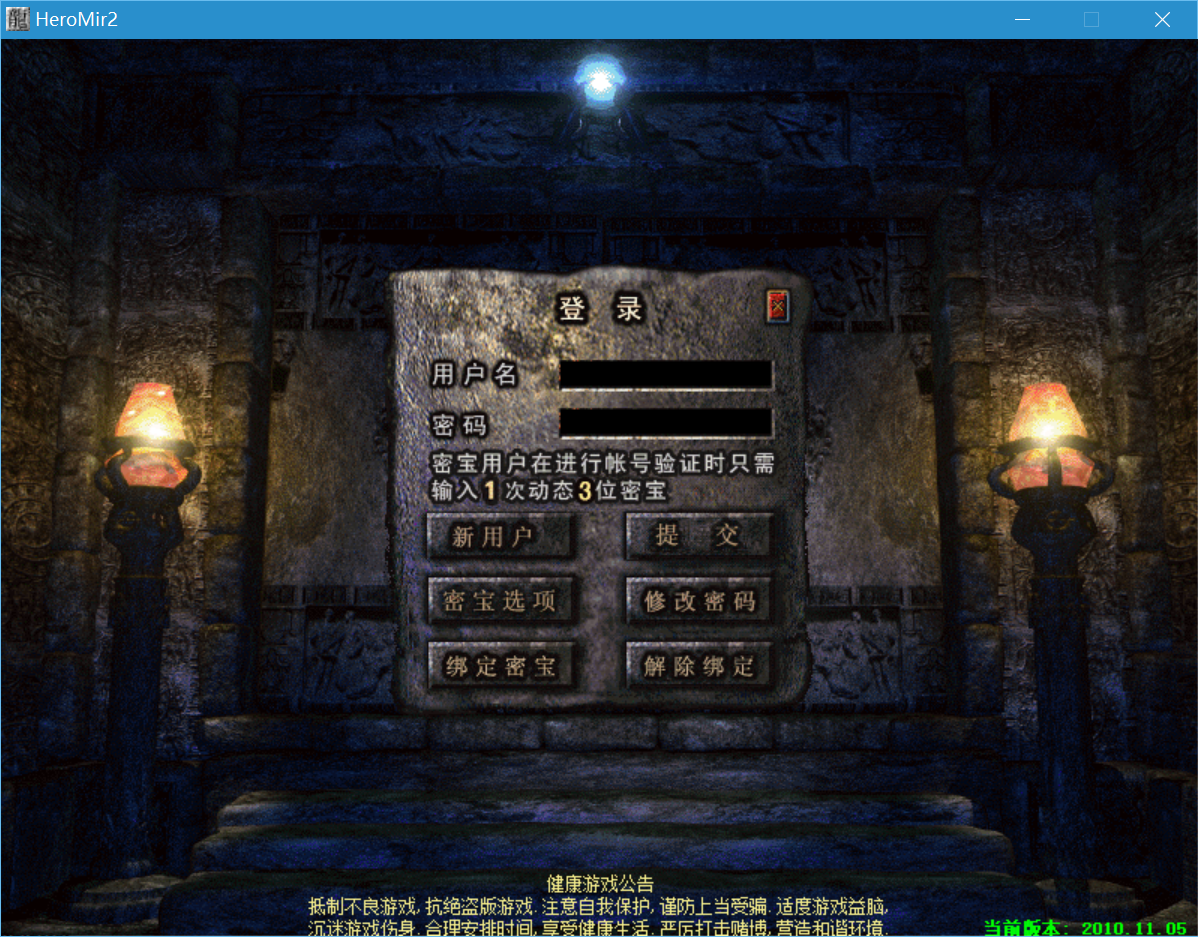 HeroMir2
登 录
用户名
密码
密宝用户在进行帐号验证时只需
输入1次动态3位密宝
新用户 提 交
密宝选项 修改密码
绑定密宝 解除绑定
健康游戏公告
抵制不良游戏, 抗绝盗版游戏. 注意自我保护, 谨防上当受骗. 适度游戏益脑,
沉迷游戏伤身. 合理安排时间, 享受健康生活. 严厉打击赌博, 营造和谐环境.
当前版本: 2010.11.05